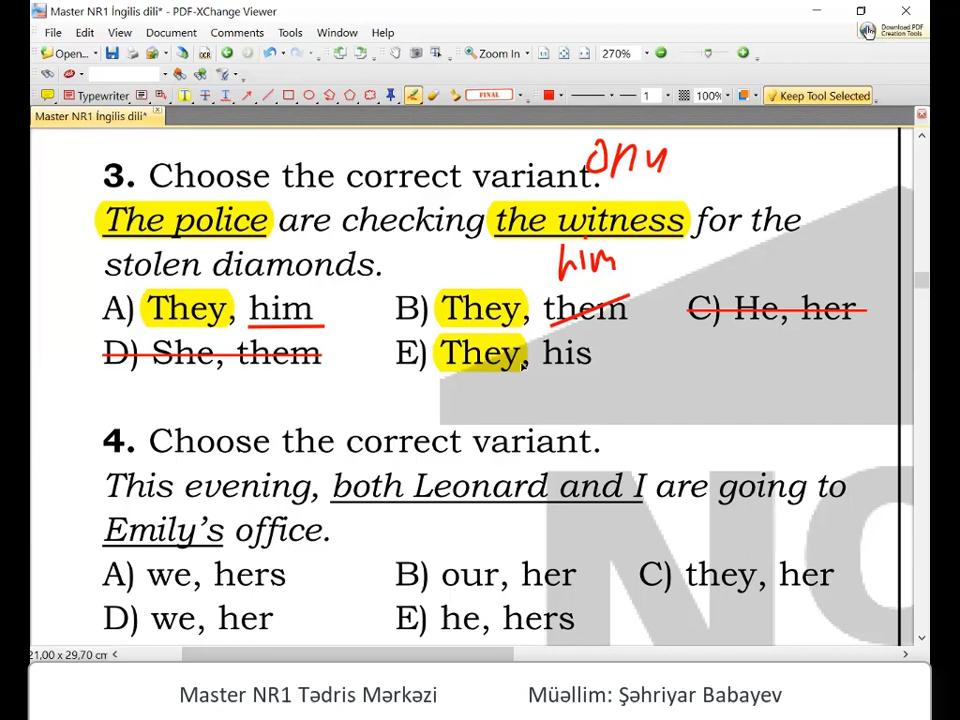 Master NR1 İngilis dili* - PDF-XChange Viewer
File Edit View Document Comments Tools Window Help
Open... OCR Zoom In 270% Download PDF Creation Tools
Typewriter FINAL 1 100% Keep Tool Selected
Master NR1 İngilis dili*
onu
3. Choose the correct variant.
The police are checking the witness for the
him
stolen diamonds.
A) They, him B) They, them C) He, her
D) She, them E) They, his
4. Choose the correct variant.
This evening, both Leonard and I are going to
Emily's office.
A) we, hers B) our, her C) they, her
D) we, her E) he, hers
NO
21,00 x 29,70 cm
Master NR1 Tədris Mərkəzi Müəllim: Şəhriyar Babayev